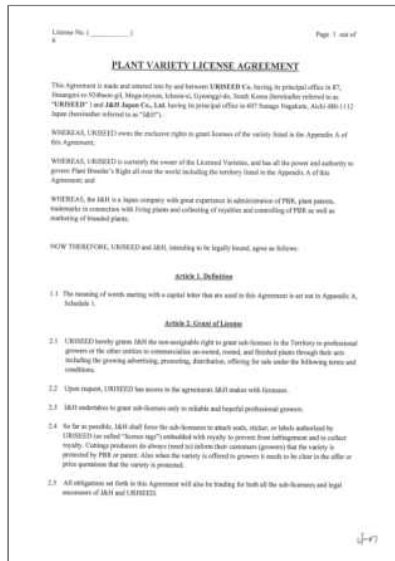 License No. ( ) Page 1 out of
PLANT VARIETY LICENSE AGREEMENT
This Agreement is made and entered into by and between URISEED Co, having its principal office in 87,
Gyeonggi-do, South Korea (hereinafter referred to as
"URISEED") and J&H Japan Co., Ltd. having its principal office in 607 Nagakute, Aichi 480-1112
Japan (hereinafter referred to as "J&H").
WHEREAS, URISEED owns the exclusive rights to grant licenses of the variety listed in the Appendix A of
this Agreement;
WHEREAS, URISEED is currently the owner of the Licensed Varieties, and has all the power and authority to
govern Plant Breeder's Right all over the world including the territory listed in the Appendix A of this
Agreement; and
WHEREAS, the J&H is a Japan company with great experience in administration of PBR, plant patents,
trademarks in connection with living plants and collecting of royalties and controlling of PBR as well as
marketing of branded plants.
NOW THEREFORE, URISEED and J&H, intending to be legally bound, agree as follows:
Article 1. Definition
1.1 The meaning of words starting with a capital letter that are used in this Agreement is set out in Appendix A,
Schedule 1.
Article 2. Grant of License
2.1 URISEED hereby grants J&H the non-assignable right to grant sub-licenses in the Territory to professional
growers or the other entities to commercialize un-rooted, rooted, and finished plants through their acts
including the growing advertising, promoting, distribution, offering for sale under the following terms and
conditions.
2.2 Upon request, URISEED has access to the agreements J&H makes with licensees.
2.3 J&H undertakes to grant sub-licenses only to reliable and hopeful professional growers.
2.4 So far as possible, J&H shall force the sub-licensees to attach seals, sticker, or labels authorized by
URISEED (so called "license tags") embedded with royalty to prevent from infringement and to collect
royalty. Cuttings producers do always (need to) inform their customers (growers) that the variety is
protected by PBR or patent. Also when the variety is offered to growers it needs to be clear in the offer or
price quotations that the variety is protected.
2.5 All obligations set forth in this Agreement will also be binding for both all the sub-licensees and legal
successors of J&H and URISEED.